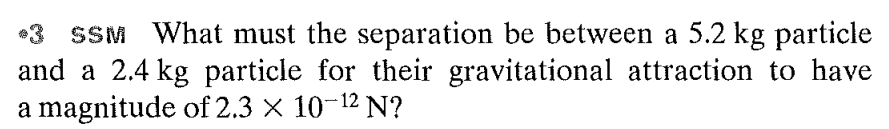 •3 SSM What must the separation be between a 5.2 kg particle
and a 2.4 kg particle for their gravitational attraction to have
a magnitude of 2.3 × 10⁻¹² N?